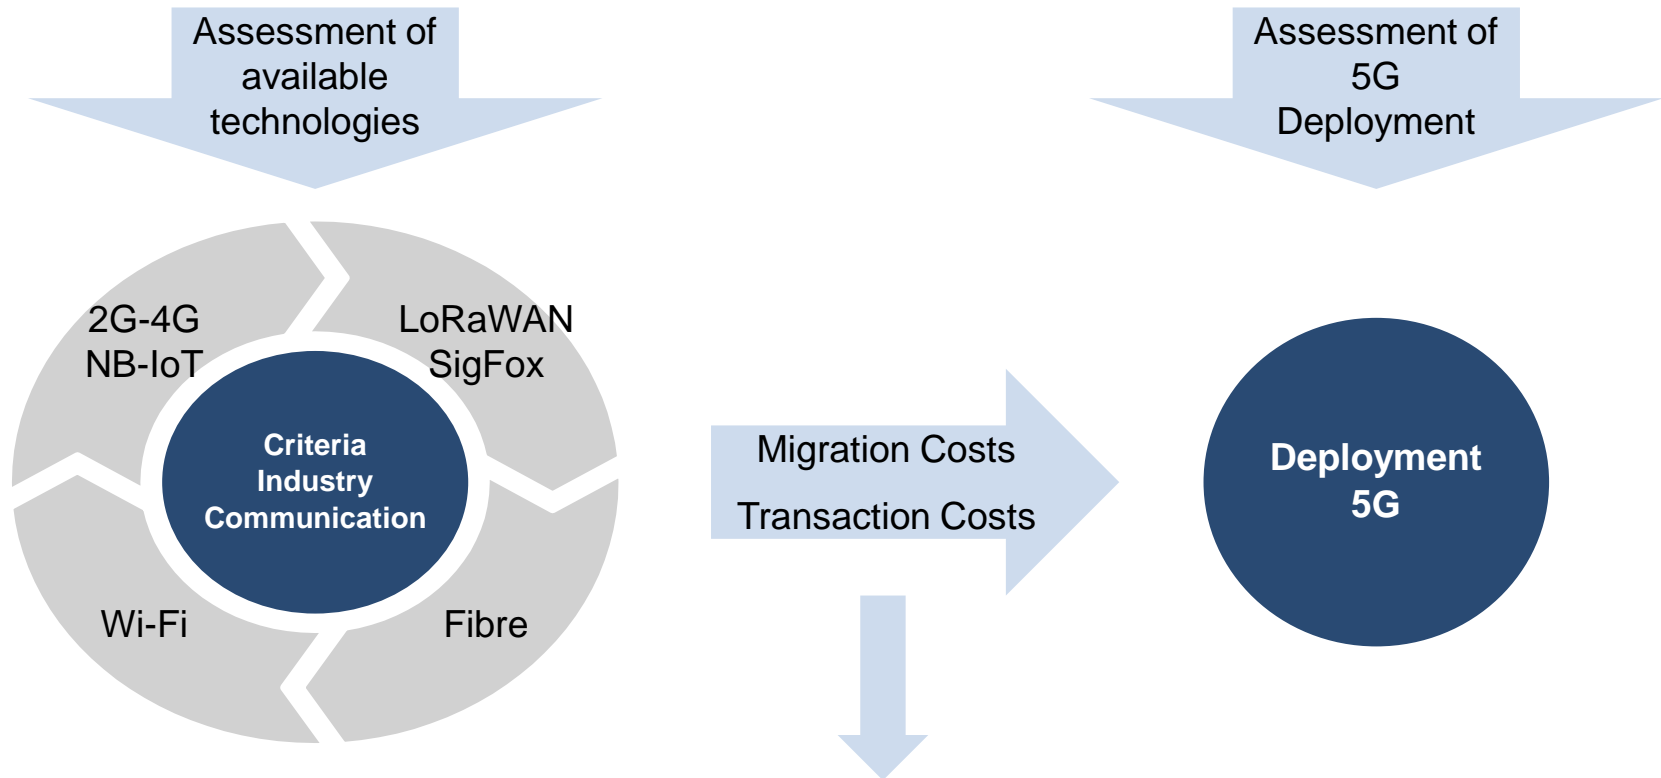 Assessment of
available
technologies
Assessment of
5G
Deployment
2G-4G
NB-IoT
LoRaWAN
SigFox
Criteria
Industry
Communication
Wi-Fi
Fibre
Migration Costs
Transaction Costs
Deployment
5G